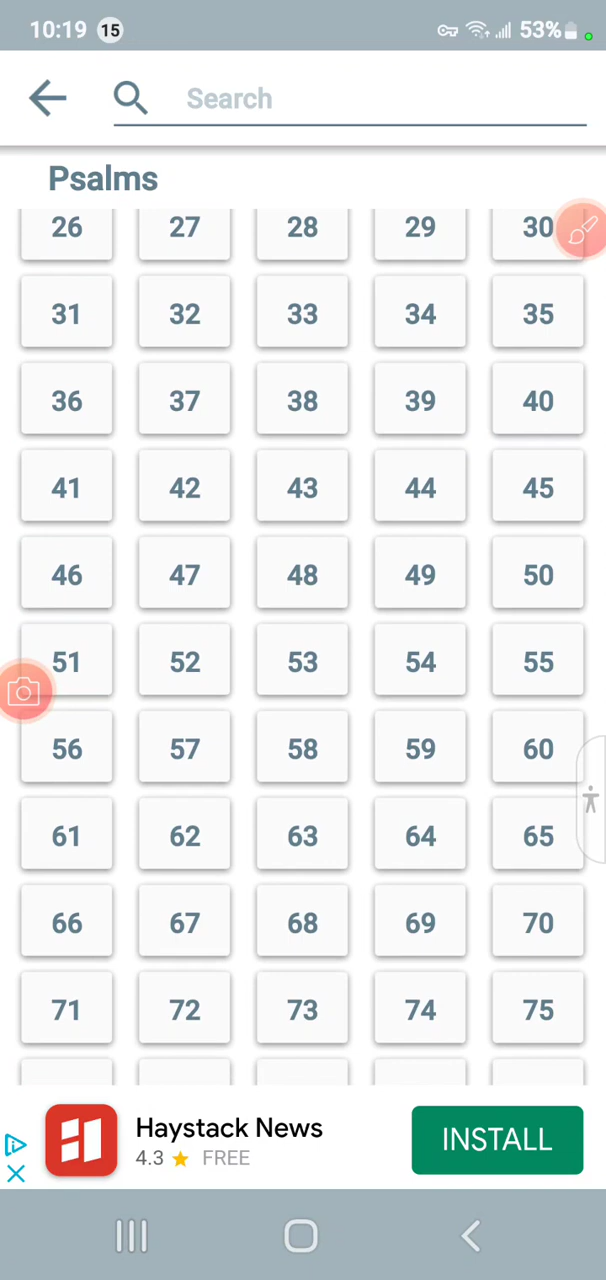 10:19 15 53%
Search
Psalms
26 27 28 29 30
31 32 33 34 35
36 37 38 39 40
41 42 43 44 45
46 47 48 49 50
51 52 53 54 55
56 57 58 59 60
61 62 63 64 65
66 67 68 69 70
71 72 73 74 75
Haystack News
4.3 FREE
INSTALL